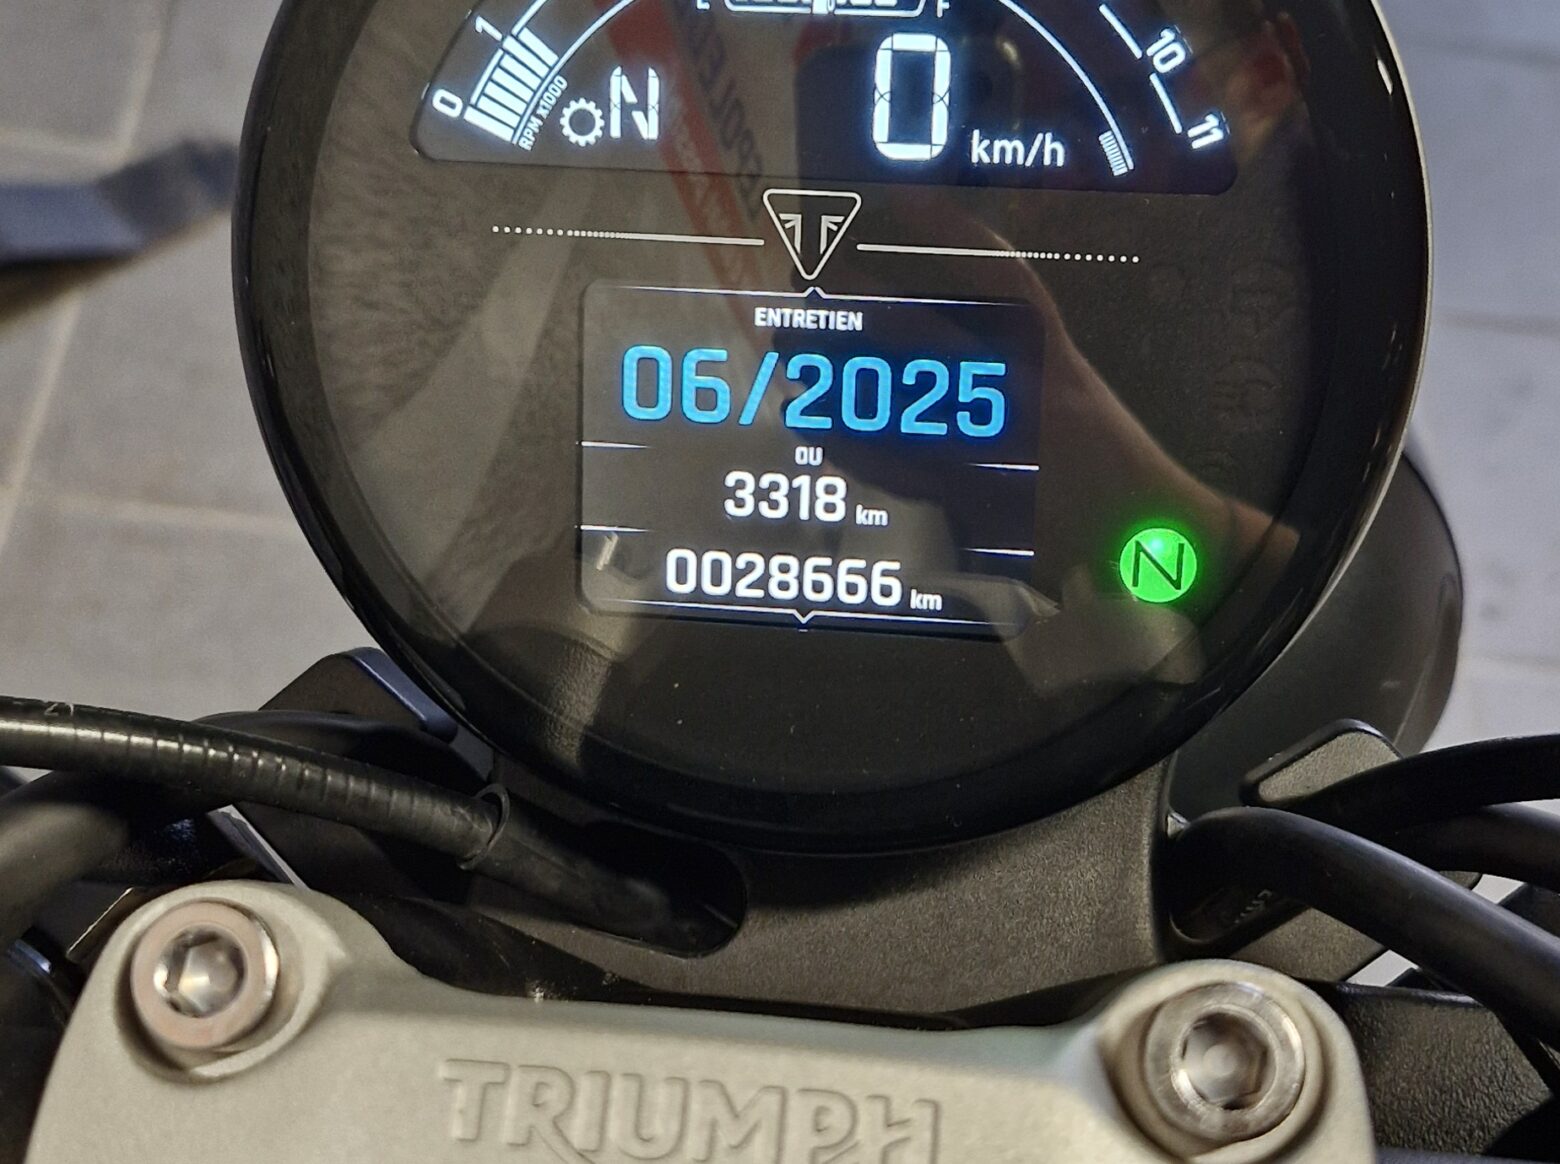 E F
1
0
RPM X1000
N
0
km/h
10
11
ENTRETIEN
06/2025
OU
3318 km
0028666 km
N
TRIUMPH